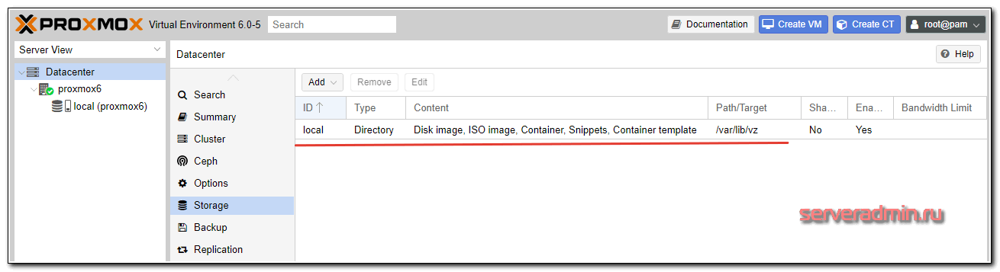 PROXMOX Virtual Environment 6.0-5 Search Documentation Create VM Create CT root@pam
Server View
Datacenter
proxmox6
local (proxmox6)
Datacenter Help
Search
Summary
Cluster
Ceph
Options
Storage
Backup
Replication
Add Remove Edit
ID Type Content Path/Target Sha... Ena... Bandwidth Limit
local Directory Disk image, ISO image, Container, Snippets, Container template /var/lib/vz No Yes
serveradmin.ru